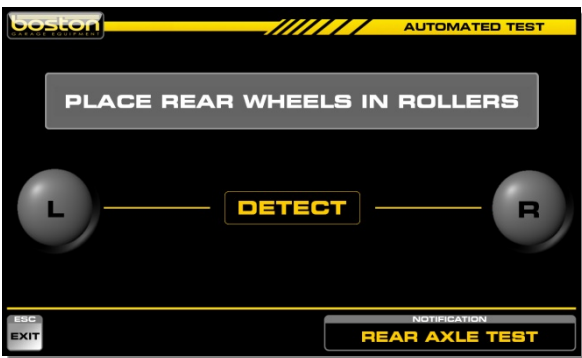 boston
GARAGE EQUIPMENT
AUTOMATED TEST
PLACE REAR WHEELS IN ROLLERS
L
DETECT
R
ESC
EXIT
NOTIFICATION
REAR AXLE TEST